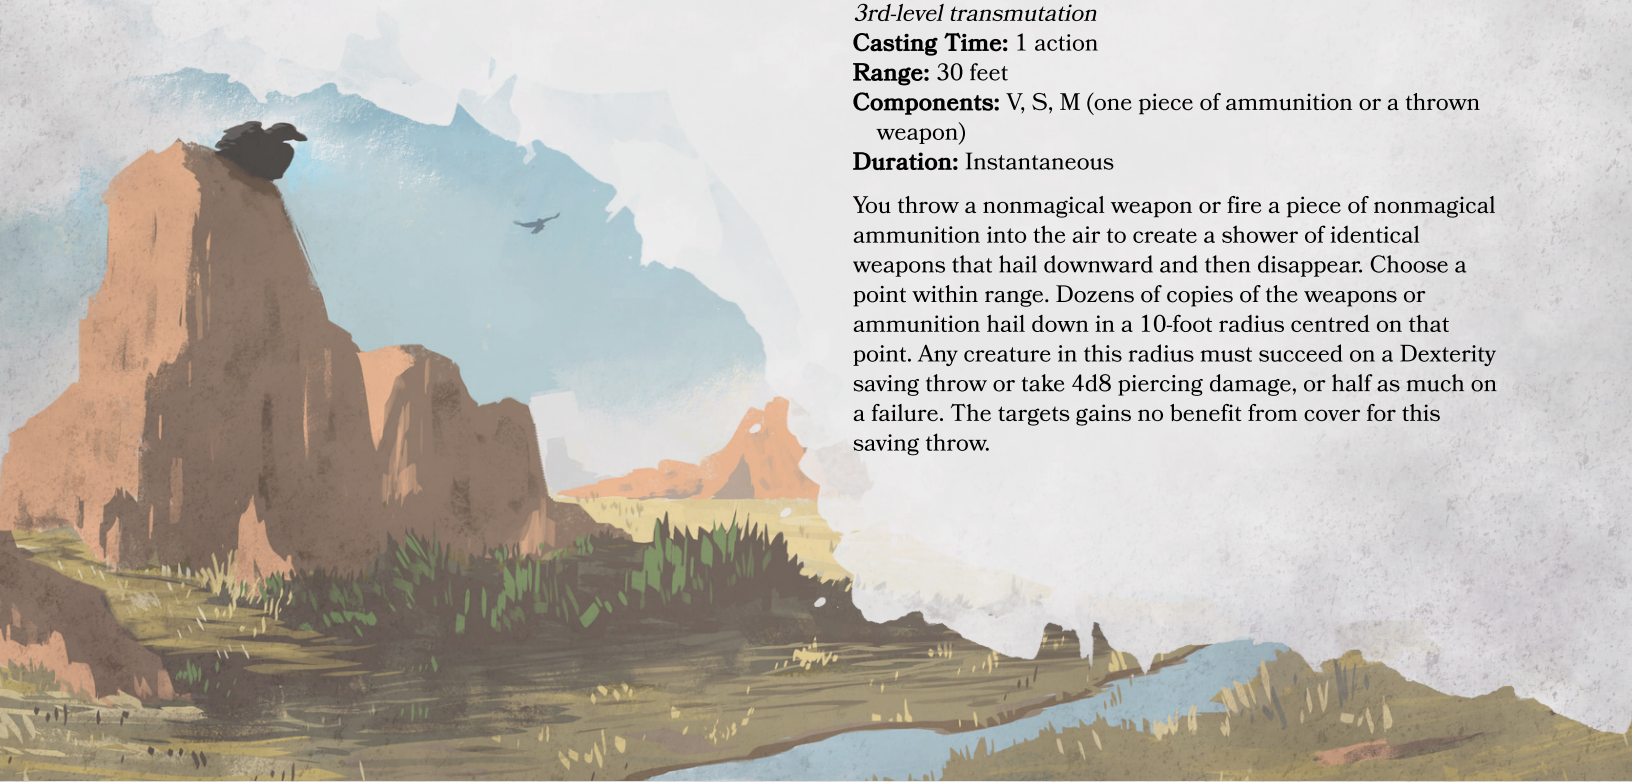 3rd-level transmutation
Casting Time: 1 action
Range: 30 feet
Components: V, S, M (one piece of ammunition or a thrown
weapon)
Duration: Instantaneous
You throw a nonmagical weapon or fire a piece of nonmagical
ammunition into the air to create a shower of identical
weapons that hail downward and then disappear. Choose a
point within range. Dozens of copies of the weapons or
ammunition hail down in a 10-foot radius centred on that
point. Any creature in this radius must succeed on a Dexterity
saving throw or take 4d8 piercing damage, or half as much on
a failure. The targets gains no benefit from cover for this
saving throw.